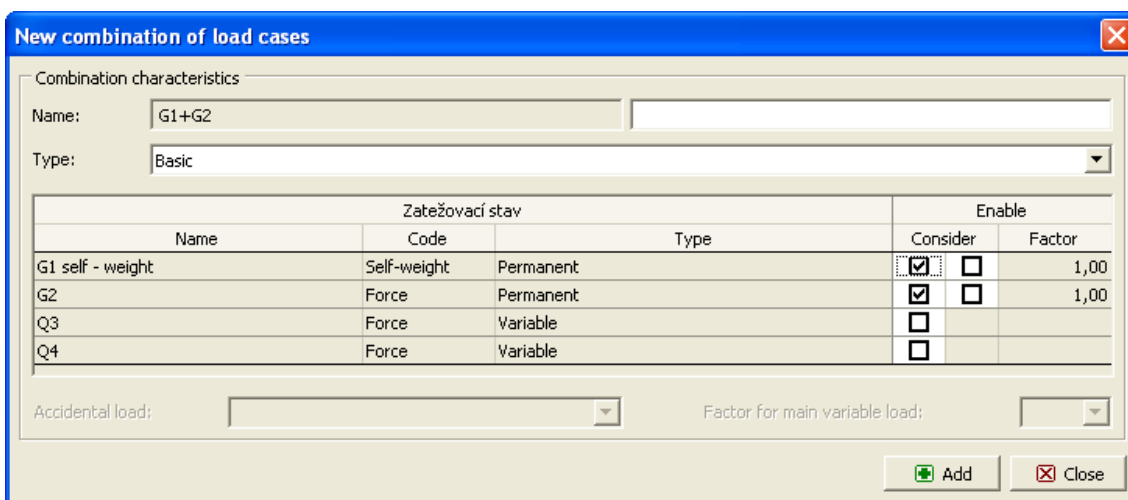 New combination of load cases
Combination characteristics
Name: G1+G2
Type: Basic
Zatežovací stav Enable
Name Code Type Consider Factor
G1 self - weight Self-weight Permanent 1,00
G2 Force Permanent 1,00
Q3 Force Variable
Q4 Force Variable
Accidental load: Factor for main variable load:
Add Close